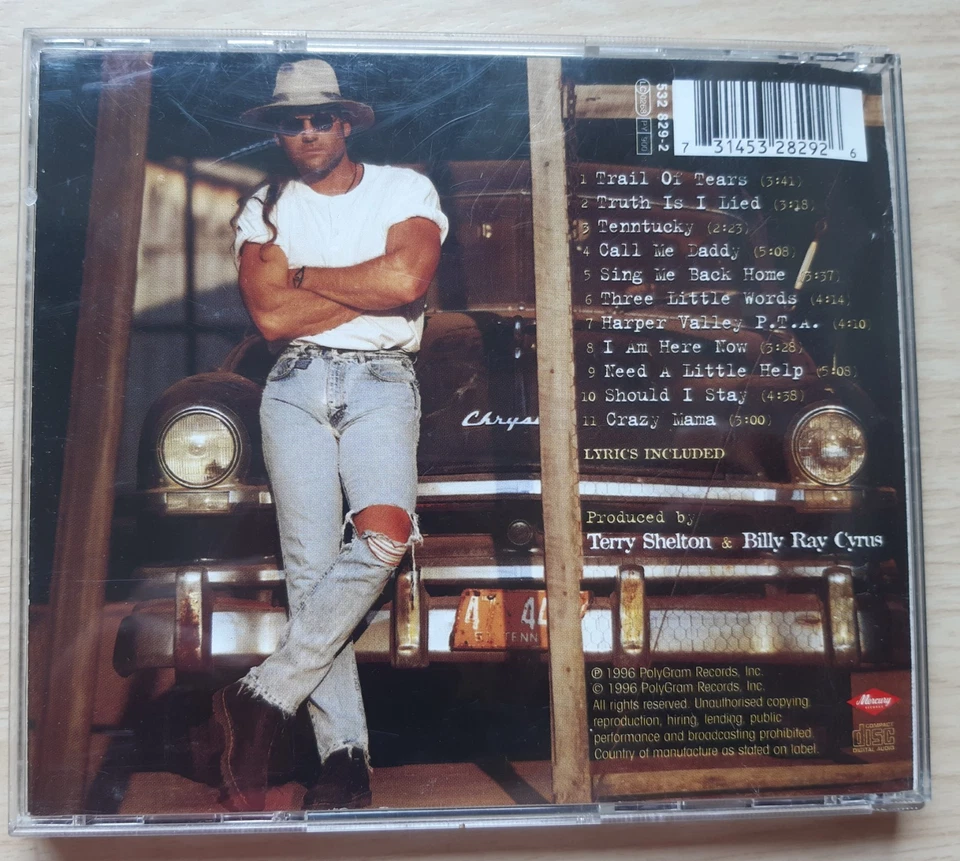 532 829-2
7 31453 28292 6
1 Trail Of Tears (3:41)
2 Truth Is I Lied (3:18)
3 Tenntucky (2:23)
4 Call Me Daddy (5:08)
5 Sing Me Back Home (3:37)
6 Three Little Words (4:14)
7 Harper Valley P.T.A. (4:10)
8 I Am Here Now (3:28)
9 Need A Little Help (5:08)
10 Should I Stay (4:38)
11 Crazy Mama (3:00)
LYRICS INCLUDED
Produced by
Terry Shelton & Billy Ray Cyrus
Chrys
4 44
TENN
℗ 1996 PolyGram Records, Inc.
© 1996 PolyGram Records, Inc.
All rights reserved. Unauthorised copying,
reproduction, hiring, lending, public
performance and broadcasting prohibited.
Country of manufacture as stated on label.
Mercury
RECORDS
COMPACT
disc
DIGITAL AUDIO